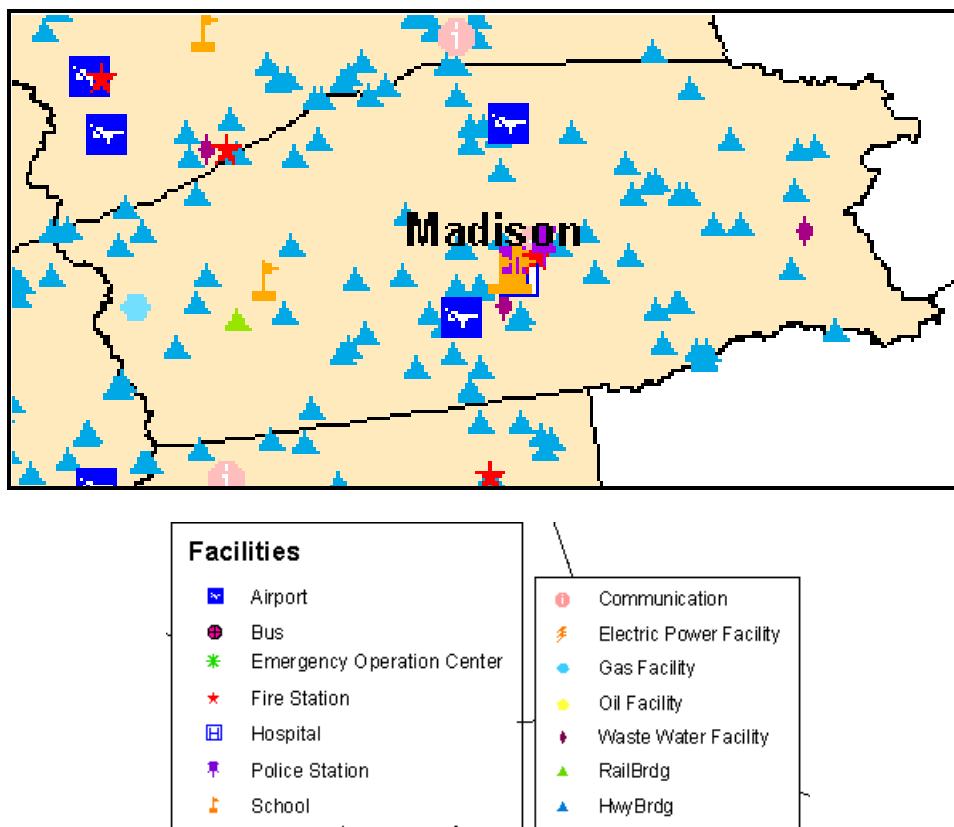 Madison
Facilities
Airport
Bus
Emergency Operation Center
Fire Station
Hospital
Police Station
School
Communication
Electric Power Facility
Gas Facility
Oil Facility
Waste Water Facility
RailBrdg
HwyBrdg